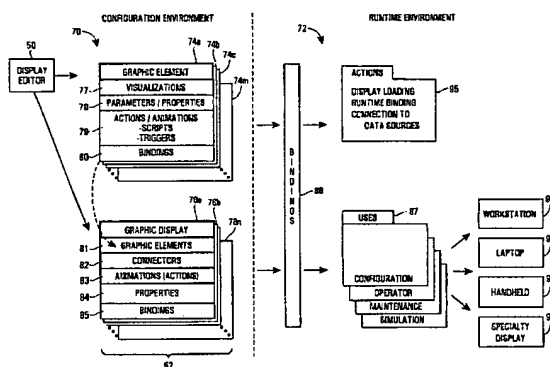 CONFIGURATION ENVIRONMENT
RUNTIME ENVIRONMENT
50
70
72
74a
74b
74c
74m
DISPLAY
EDITOR
GRAPHIC ELEMENT
77
VISUALIZATIONS
78
PARAMETERS / PROPERTIES
79
ACTIONS / ANIMATIONS
-SCRIPTS
-TRIGGERS
80
BINDINGS
ACTIONS
DISPLAY LOADING
RUNTIME BINDING
CONNECTION TO
DATA SOURCES
95
BINDINGS
88
76a
76b
76n
GRAPHIC DISPLAY
81
GRAPHIC ELEMENTS
82
CONNECTORS
83
ANIMATIONS (ACTIONS)
84
PROPERTIES
85
BINDINGS
62
USES
87
CONFIGURATION
OPERATOR
MAINTENANCE
SIMULATION
WORKSTATION
LAPTOP
HANDHELD
SPECIALTY DISPLAY